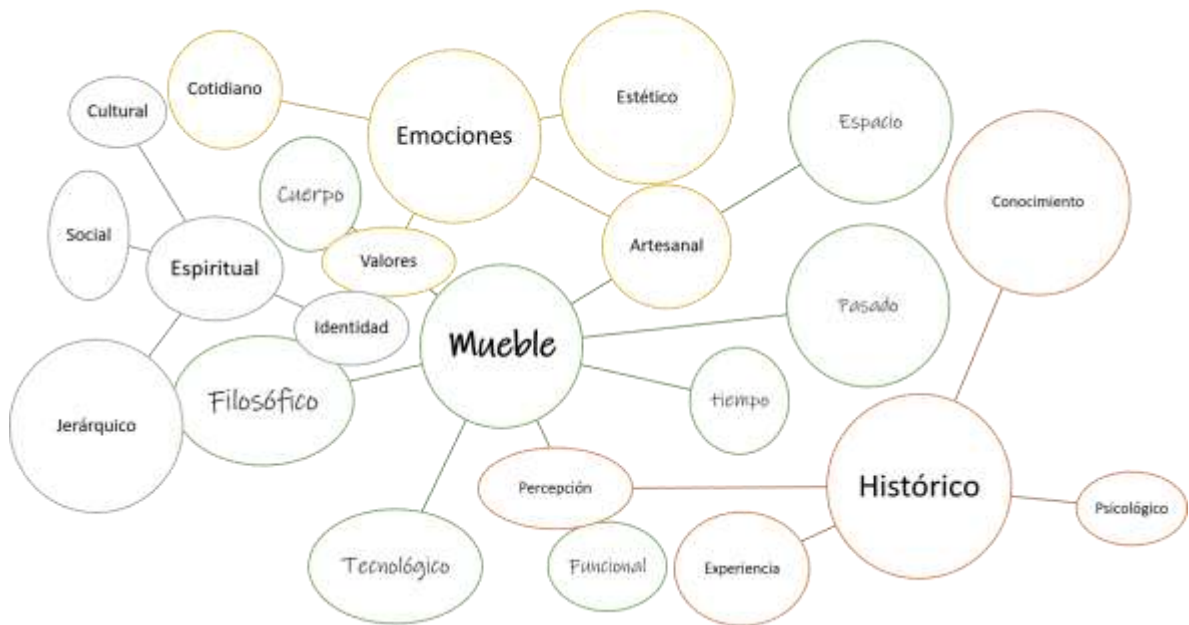 Cotidiano
Cultural
Emociones
Estético
Espacio
Cuerpo
Conocimiento
Social
Espiritual
Valores
Artesanal
Identidad
Mueble
Pasado
Filosófico
tiempo
Jerárquico
Percepción
Histórico
Psicológico
Tecnológico
Funcional
Experiencia